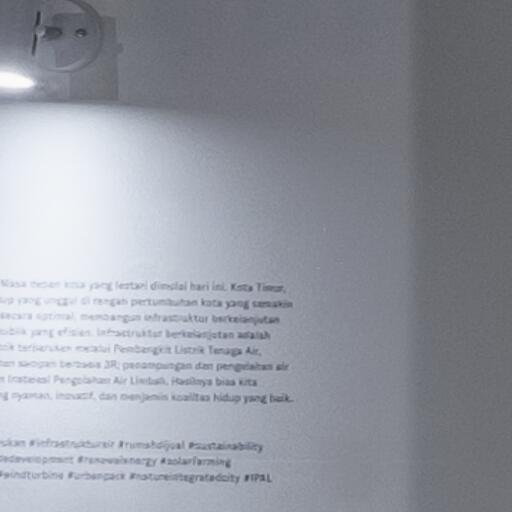 Masa depan kota yang lestari dimulai hari ini. Kota Timur,
yang unggul di tengah pertumbuhan kota yang semakin
secara optimal, membangun infrastruktur berkelanjutan
publik yang efisien. Infrastruktur berkelanjutan adalah
terbarukan melalui Pembangkit Listrik Tenaga Air,
sampah berbasis 3R, penampungan dan pengolahan air
Instalasi Pengolahan Air Limbah. Hasilnya bisa kita
nyaman, inovatif, dan menjamin kualitas hidup yang baik.
#infrastrukturair #rumahdijual #sustainability
#renewalenergy #solarfarming
#windturbine #urbanpark #natureintegratedcity #IPAL